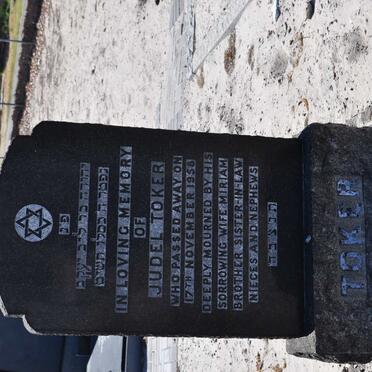 פ״נ
IN LOVING MEMORY
OF
JUDEL TOKER
WHO PASSED AWAY ON
17TH NOVEMBER 1958
DEEPLY MOURNED BY HIS
SORROWING WIFE MIRIAM
BROTHER SISTER-IN-LAW
NIECES AND NEPHEWS
ת נ צ ב ה
TOKER